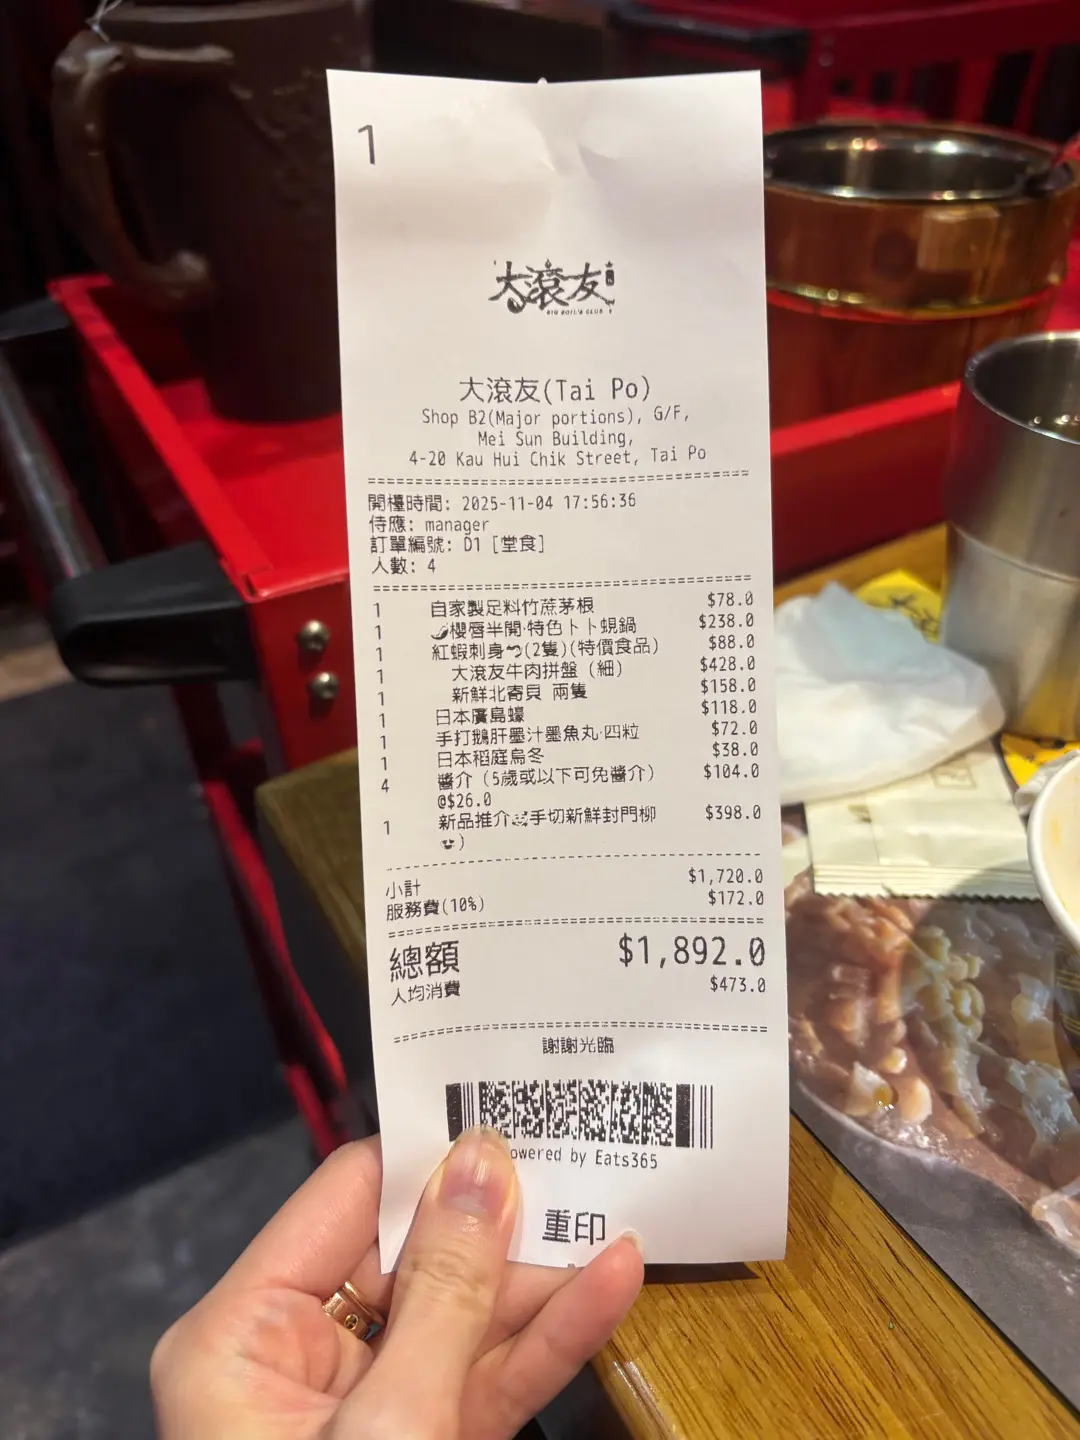 1
大滾友
BIG BOIL'S CLUB
大滾友(Tai Po)
Shop B2(Major portions), G/F,
Mei Sun Building,
4-20 Kau Hui Chik Street, Tai Po
開檯時間: 2025-11-04 17:56:36
侍應: manager
訂單編號: D1 [堂食]
人數: 4
1 自家製足料竹蔗茅根 $78.0
1 🌶櫻唇半開·特色卜卜蜆鍋 $238.0
1 紅蝦刺身🦐(2隻)(特價食品) $88.0
1 大滾友牛肉拼盤 (細) $428.0
1 新鮮北寄貝 兩隻 $158.0
1 日本廣島蠔 $118.0
1 手打鵝肝墨汁墨魚丸·四粒 $72.0
1 日本稻庭烏冬 $38.0
4 醬介 (5歲或以下可免醬介) $104.0
@$26.0
1 新品推介 手切新鮮封門柳 $398.0
)
小計 $1,720.0
服務費(10%) $172.0
總額 $1,892.0
人均消費 $473.0
謝謝光臨
owered by Eats365
重印